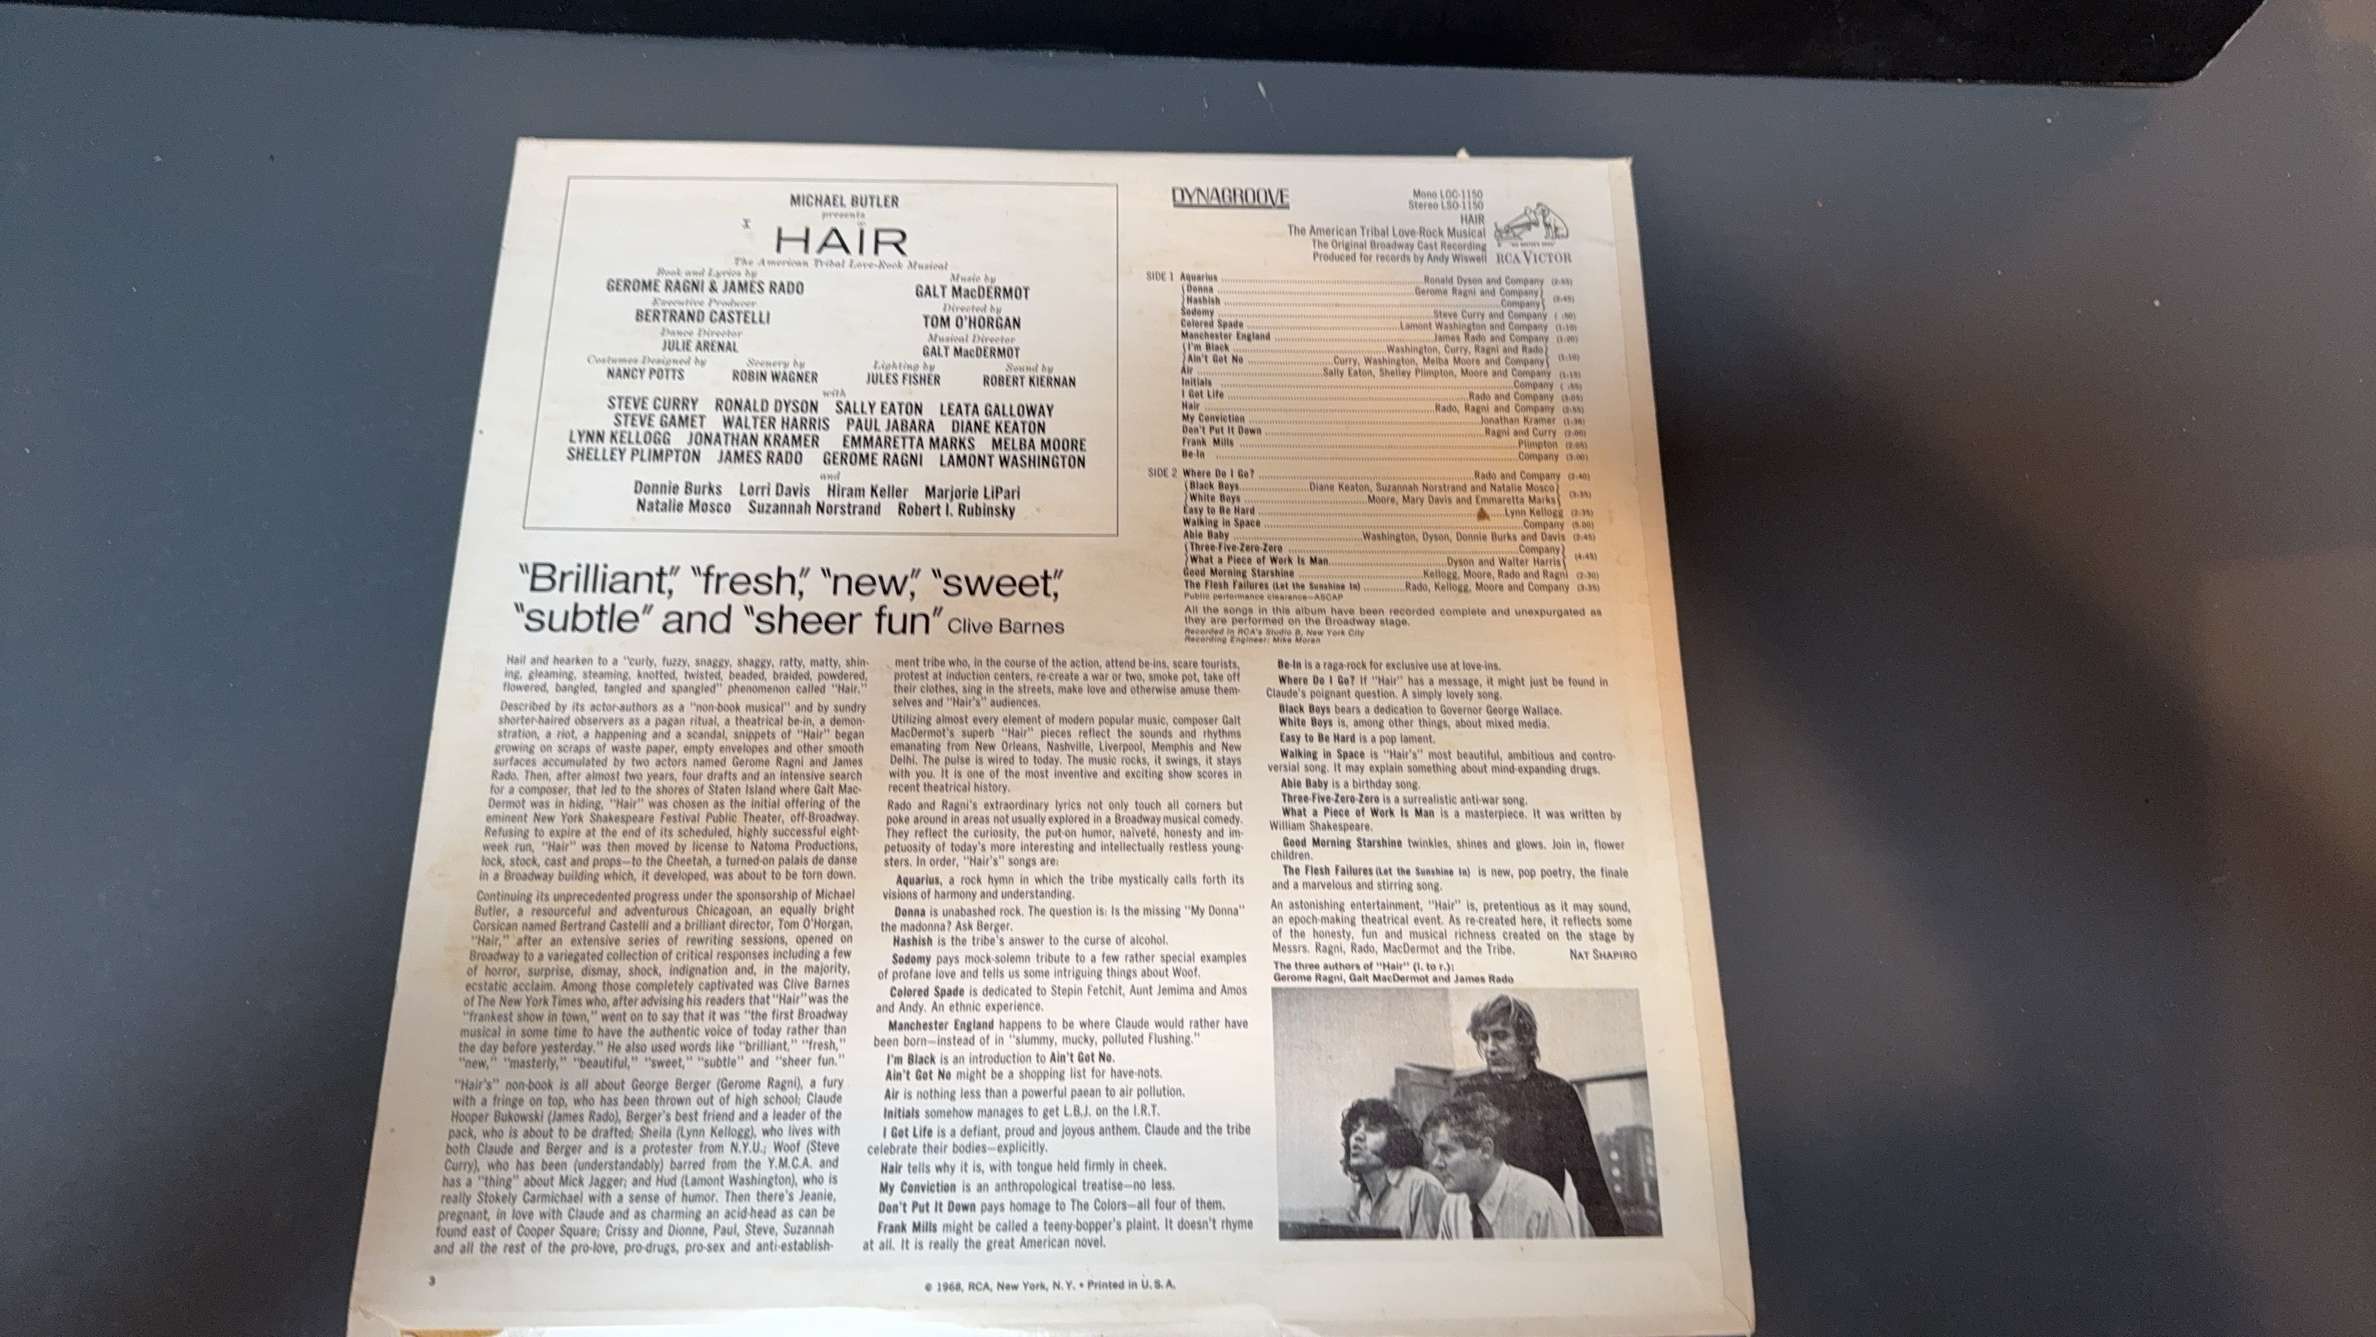 MICHAEL BUTLER
presents
HAIR
The American Tribal Love-Rock Musical
Book and Lyrics by
GEROME RAGNI & JAMES RADO
Music by
GALT MacDERMOT
Executive Producer
BERTRAND CASTELLI
Directed by
TOM O'HORGAN
Dance Director
JULIE ARENAL
Musical Director
GALT MacDERMOT
Costumes Designed by
NANCY POTTS
Scenery by
ROBIN WAGNER
Lighting by
JULES FISHER
Sound by
ROBERT KIERNAN
with
STEVE CURRY RONALD DYSON SALLY EATON LEATA GALLOWAY
STEVE GAMET WALTER HARRIS PAUL JABARA DIANE KEATON
LYNN KELLOGG JONATHAN KRAMER EMMARETTA MARKS MELBA MOORE
SHELLEY PLIMPTON JAMES RADO GEROME RAGNI LAMONT WASHINGTON
and
Donnie Burks Lorri Davis Hiram Keller Marjorie LiPari
Natalie Mosco Suzannah Norstrand Robert I. Rubinsky
"Brilliant," "fresh," "new," "sweet,"
"subtle" and "sheer fun" Clive Barnes
DYNAGROOVE
Mono LOC-1150
Stereo LSO-1150
HAIR
The American Tribal Love-Rock Musical
The Original Broadway Cast Recording
Produced for records by Andy Wiswell
RCA VICTOR
SIDE 1 Aquarius Ronald Dyson and Company (2:55)
Donna Gerome Ragni and Company
Hashish Company (2:45)
Sodomy Steve Curry and Company ( :50)
Colored Spade Lamont Washington and Company (1:10)
Manchester England James Rado and Company (1:20)
I'm Black Washington, Curry, Ragni and Rado
Ain't Got No Curry, Washington, Melba Moore and Company (1:10)
Air Sally Eaton, Shelley Plimpton, Moore and Company (1:15)
Initials Company ( :55)
I Got Life Rado and Company (3:05)
Hair Rado, Ragni and Company (2:55)
My Conviction Jonathan Kramer (1:36)
Don't Put It Down Ragni and Curry (2:00)
Frank Mills Plimpton (2:05)
Be-In Company (3:00)
SIDE 2 Where Do I Go? Rado and Company (2:40)
Black Boys Diane Keaton, Suzannah Norstrand and Natalie Mosco
White Boys Moore, Mary Davis and Emmaretta Marks (3:35)
Easy to Be Hard Lynn Kellogg (2:35)
Walking in Space Company (5:00)
Abie Baby Washington, Dyson, Donnie Burks and Davis (2:45)
Three-Five-Zero-Zero Company
What a Piece of Work Is Man Dyson and Walter Harris (4:45)
Good Morning Starshine Kellogg, Moore, Rado and Ragni (2:30)
The Flesh Failures (Let the Sunshine In) Rado, Kellogg, Moore and Company (3:35)
Public performance clearance—ASCAP
All the songs in this album have been recorded complete and unexpurgated as
they are performed on the Broadway stage.
Recorded in RCA's Studio B, New York City
Recording Engineer: Mike Moran
Hail and hearken to a "curly, fuzzy, snaggy, shaggy, ratty, matty, shin-
ing, gleaming, steaming, knotted, twisted, beaded, braided, powdered,
flowered, bangled, tangled and spangled" phenomenon called "Hair."
Described by its actor-authors as a "non-book musical" and by sundry
shorter-haired observers as a pagan ritual, a theatrical be-in, a demon-
stration, a riot, a happening and a scandal, snippets of "Hair" began
growing on scraps of waste paper, empty envelopes and other smooth
surfaces accumulated by two actors named Gerome Ragni and James
Rado. Then, after almost two years, four drafts and an intensive search
for a composer, that led to the shores of Staten Island where Galt Mac-
Dermot was in hiding, "Hair" was chosen as the initial offering of the
eminent New York Shakespeare Festival Public Theater, off-Broadway.
Refusing to expire at the end of its scheduled, highly successful eight-
week run, "Hair" was then moved by license to Natoma Productions,
lock, stock, cast and props—to the Cheetah, a turned-on palais de danse
in a Broadway building which, it developed, was about to be torn down.
Continuing its unprecedented progress under the sponsorship of Michael
Butler, a resourceful and adventurous Chicagoan, an equally bright
Corsican named Bertrand Castelli and a brilliant director, Tom O'Horgan,
"Hair," after an extensive series of rewriting sessions, opened on
Broadway to a variegated collection of critical responses including a few
of horror, surprise, dismay, shock, indignation and, in the majority,
ecstatic acclaim. Among those completely captivated was Clive Barnes
of The New York Times who, after advising his readers that "Hair" was the
"frankest show in town," went on to say that it was "the first Broadway
musical in some time to have the authentic voice of today rather than
the day before yesterday." He also used words like "brilliant," "fresh,"
"new," "masterly," "beautiful," "sweet," "subtle" and "sheer fun."
"Hair's" non-book is all about George Berger (Gerome Ragni), a fury
with a fringe on top, who has been thrown out of high school; Claude
Hooper Bukowski (James Rado), Berger's best friend and a leader of the
pack, who is about to be drafted; Sheila (Lynn Kellogg), who lives with
both Claude and Berger and is a protester from N.Y.U.; Woof (Steve
Curry), who has been (understandably) barred from the Y.M.C.A. and
has a "thing" about Mick Jagger; and Hud (Lamont Washington), who is
really Stokely Carmichael with a sense of humor. Then there's Jeanie,
pregnant, in love with Claude and as charming an acid-head as can be
found east of Cooper Square; Crissy and Dionne, Paul, Steve, Suzannah
and all the rest of the pro-love, pro-drugs, pro-sex and anti-establish-
ment tribe who, in the course of the action, attend be-ins, scare tourists,
protest at induction centers, re-create a war or two, smoke pot, take off
their clothes, sing in the streets, make love and otherwise amuse them-
selves and "Hair's" audiences.
Utilizing almost every element of modern popular music, composer Galt
MacDermot's superb "Hair" pieces reflect the sounds and rhythms
emanating from New Orleans, Nashville, Liverpool, Memphis and New
Delhi. The pulse is wired to today. The music rocks, it swings, it stays
with you. It is one of the most inventive and exciting show scores in
recent theatrical history.
Rado and Ragni's extraordinary lyrics not only touch all corners but
poke around in areas not usually explored in a Broadway musical comedy.
They reflect the curiosity, the put-on humor, naïveté, honesty and im-
petuosity of today's more interesting and intellectually restless young-
sters. In order, "Hair's" songs are:
Aquarius, a rock hymn in which the tribe mystically calls forth its
visions of harmony and understanding.
Donna is unabashed rock. The question is: Is the missing "My Donna"
the madonna? Ask Berger.
Hashish is the tribe's answer to the curse of alcohol.
Sodomy pays mock-solemn tribute to a few rather special examples
of profane love and tells us some intriguing things about Woof.
Colored Spade is dedicated to Stepin Fetchit, Aunt Jemima and Amos
and Andy. An ethnic experience.
Manchester England happens to be where Claude would rather have
been born—instead of in "slummy, mucky, polluted Flushing."
I'm Black is an introduction to Ain't Got No.
Ain't Got No might be a shopping list for have-nots.
Air is nothing less than a powerful paean to air pollution.
Initials somehow manages to get L.B.J. on the I.R.T.
I Got Life is a defiant, proud and joyous anthem. Claude and the tribe
celebrate their bodies—explicitly.
Hair tells why it is, with tongue held firmly in cheek.
My Conviction is an anthropological treatise—no less.
Don't Put It Down pays homage to The Colors—all four of them.
Frank Mills might be called a teeny-bopper's plaint. It doesn't rhyme
at all. It is really the great American novel.
Be-In is a raga-rock for exclusive use at love-ins.
Where Do I Go? If "Hair" has a message, it might just be found in
Claude's poignant question. A simply lovely song.
Black Boys bears a dedication to Governor George Wallace.
White Boys is, among other things, about mixed media.
Easy to Be Hard is a pop lament.
Walking in Space is "Hair's" most beautiful, ambitious and contro-
versial song. It may explain something about mind-expanding drugs.
Abie Baby is a birthday song.
Three-Five-Zero-Zero is a surrealistic anti-war song.
What a Piece of Work Is Man is a masterpiece. It was written by
William Shakespeare.
Good Morning Starshine twinkles, shines and glows. Join in, flower
children.
The Flesh Failures (Let the Sunshine In) is new, pop poetry, the finale
and a marvelous and stirring song.
An astonishing entertainment, "Hair" is, pretentious as it may sound,
an epoch-making theatrical event. As re-created here, it reflects some
of the honesty, fun and musical richness created on the stage by
Messrs. Ragni, Rado, MacDermot and the Tribe.
NAT SHAPIRO
The three authors of "Hair" (l. to r.):
Gerome Ragni, Galt MacDermot and James Rado
3
© 1968, RCA, New York, N.Y. • Printed in U.S.A.